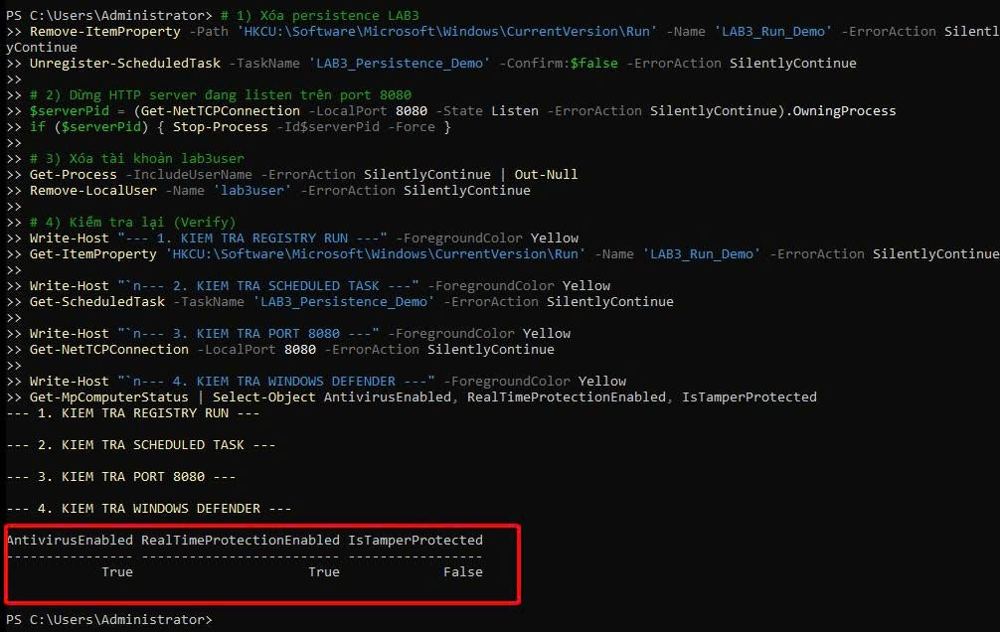 PS C:\Users\Administrator> # 1) Xóa persistence LAB3
>> Remove-ItemProperty -Path 'HKCU:\Software\Microsoft\Windows\CurrentVersion\Run' -Name 'LAB3_Run_Demo' -ErrorAction Silentl
yContinue
>> Unregister-ScheduledTask -TaskName 'LAB3_Persistence_Demo' -Confirm:$false -ErrorAction SilentlyContinue
>>
>> # 2) Dừng HTTP server đang listen trên port 8080
>> $serverPid = (Get-NetTCPConnection -LocalPort 8080 -State Listen -ErrorAction SilentlyContinue).OwningProcess
>> if ($serverPid) { Stop-Process -Id$serverPid -Force }
>>
>> # 3) Xóa tài khoản lab3user
>> Get-Process -IncludeUserName -ErrorAction SilentlyContinue | Out-Null
>> Remove-LocalUser -Name 'lab3user' -ErrorAction SilentlyContinue
>>
>> # 4) Kiểm tra lại (Verify)
>> Write-Host "--- 1. KIEM TRA REGISTRY RUN ---" -ForegroundColor Yellow
>> Get-ItemProperty 'HKCU:\Software\Microsoft\Windows\CurrentVersion\Run' -Name 'LAB3_Run_Demo' -ErrorAction SilentlyContinue
>>
>> Write-Host "`n--- 2. KIEM TRA SCHEDULED TASK ---" -ForegroundColor Yellow
>> Get-ScheduledTask -TaskName 'LAB3_Persistence_Demo' -ErrorAction SilentlyContinue
>>
>> Write-Host "`n--- 3. KIEM TRA PORT 8080 ---" -ForegroundColor Yellow
>> Get-NetTCPConnection -LocalPort 8080 -ErrorAction SilentlyContinue
>>
>> Write-Host "`n--- 4. KIEM TRA WINDOWS DEFENDER ---" -ForegroundColor Yellow
>> Get-MpComputerStatus | Select-Object AntivirusEnabled, RealTimeProtectionEnabled, IsTamperProtected
--- 1. KIEM TRA REGISTRY RUN ---
--- 2. KIEM TRA SCHEDULED TASK ---
--- 3. KIEM TRA PORT 8080 ---
--- 4. KIEM TRA WINDOWS DEFENDER ---
AntivirusEnabled RealTimeProtectionEnabled IsTamperProtected
---------------- ------------------------- -----------------
True True False
PS C:\Users\Administrator>